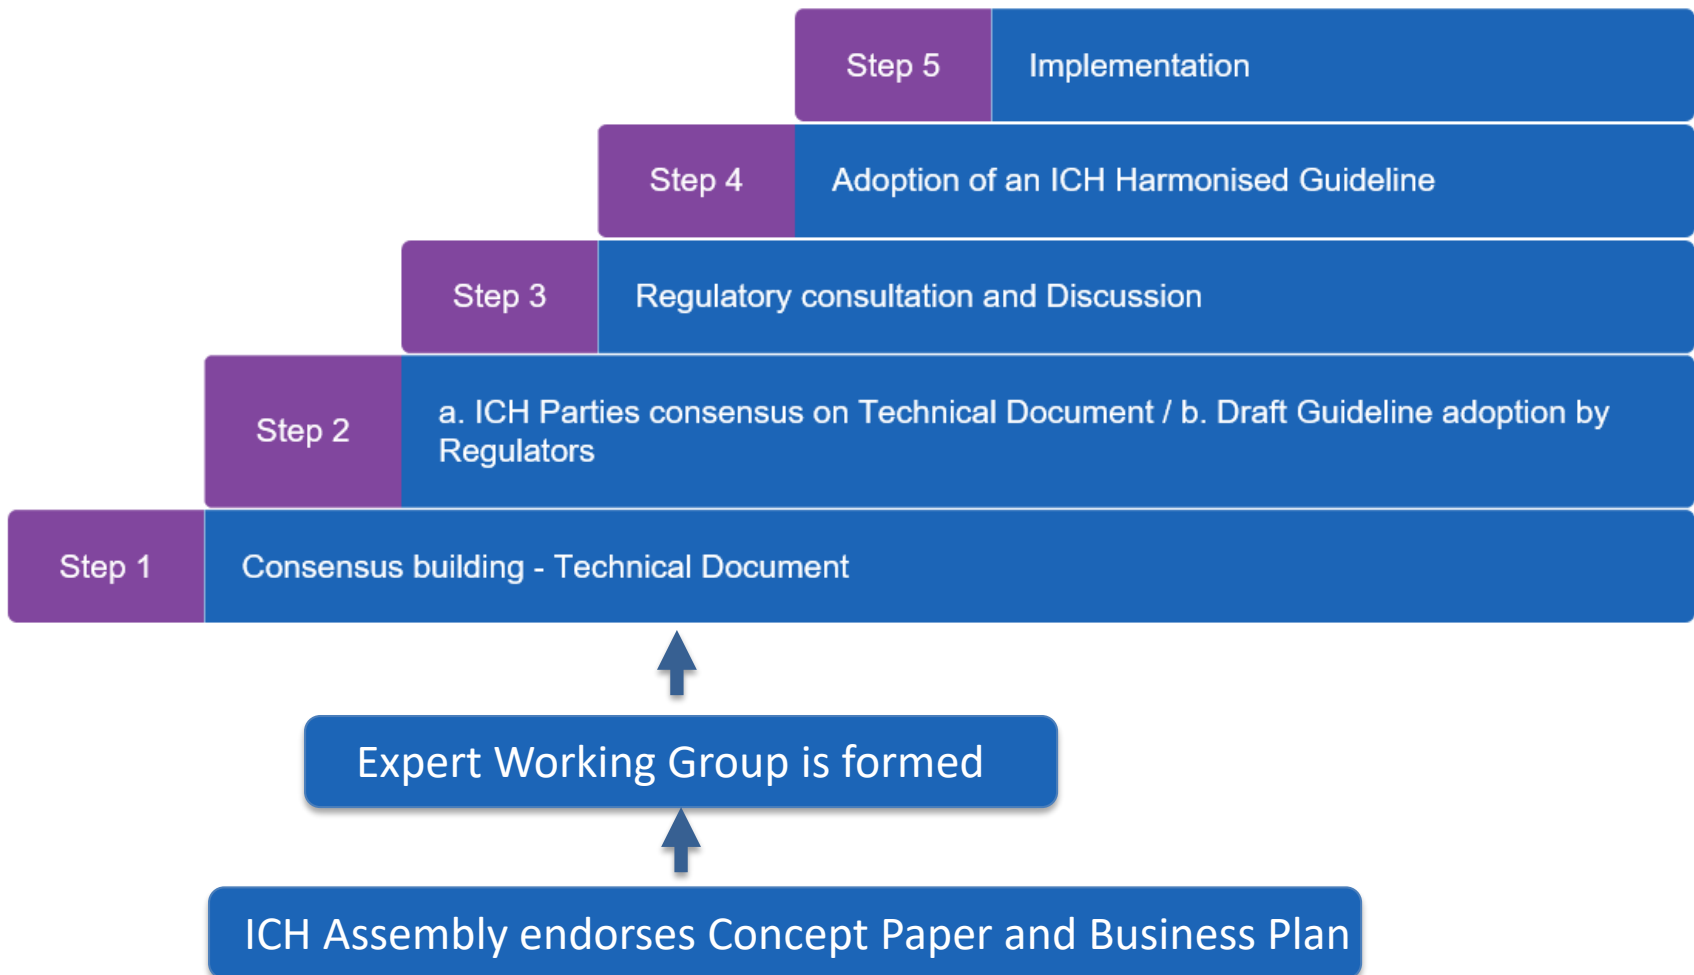 Step 5
Implementation
Step 4
Adoption of an ICH Harmonised Guideline
Step 3
Regulatory consultation and Discussion
Step 2
a. ICH Parties consensus on Technical Document / b. Draft Guideline adoption by
Regulators
Step 1
Consensus building - Technical Document
Expert Working Group is formed
ICH Assembly endorses Concept Paper and Business Plan